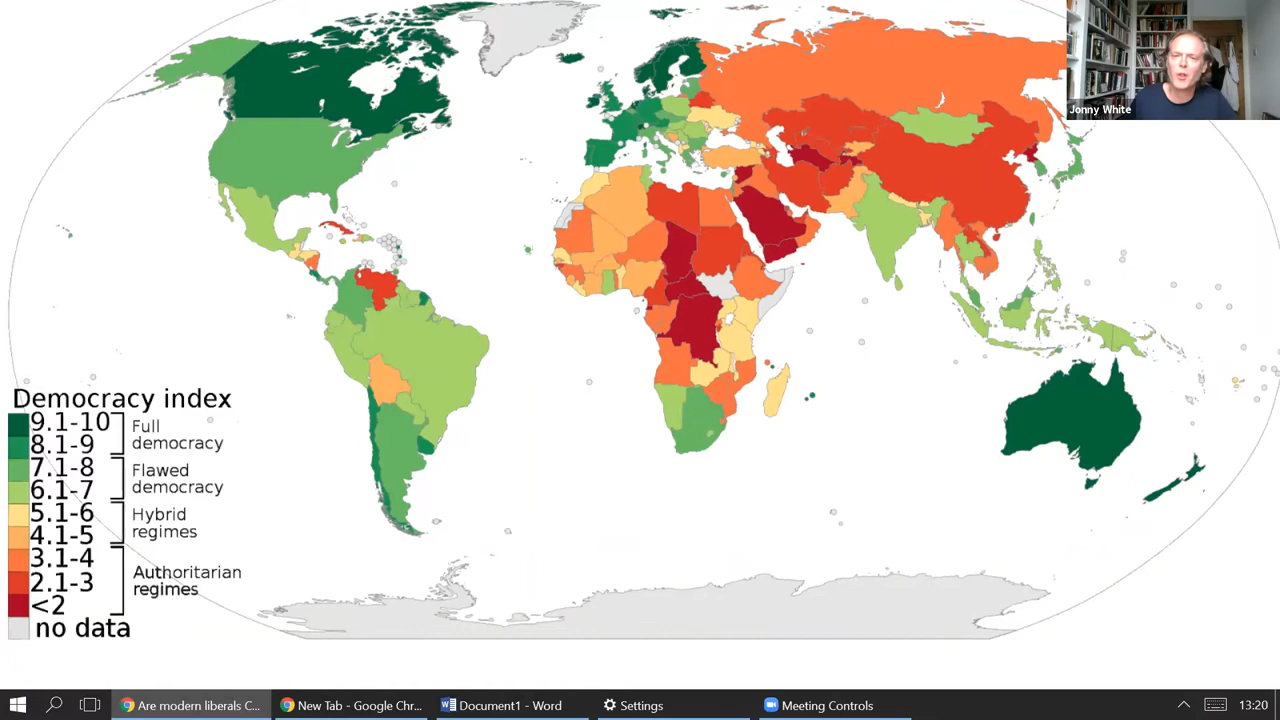 Jonny White
Democracy index
9.1-10
8.1-9
Full
democracy
7.1-8
6.1-7
Flawed
democracy
5.1-6
4.1-5
Hybrid
regimes
3.1-4
2.1-3
<2
Authoritarian
regimes
no data
Are modern liberals C...
New Tab - Google Chr...
Document1 - Word
Settings
Meeting Controls
13:20